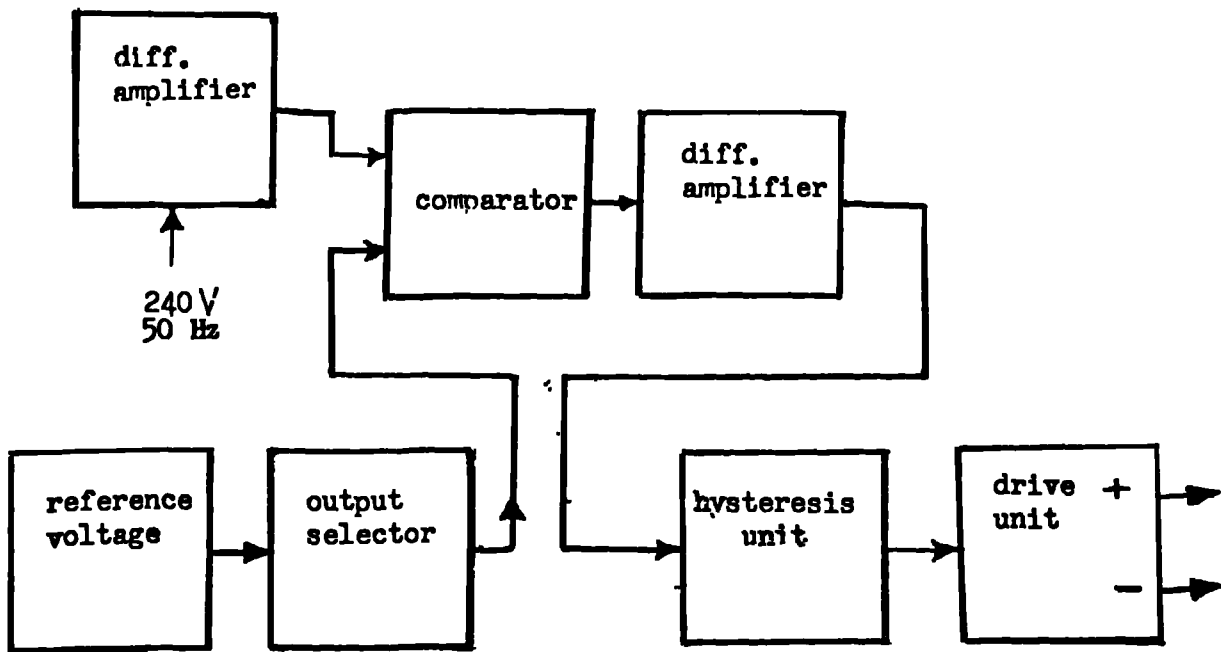 diff.
amplifier
comparator
diff.
amplifier
240 V
50 Hz
reference
voltage
output
selector
hysteresis
unit
drive +
unit
−